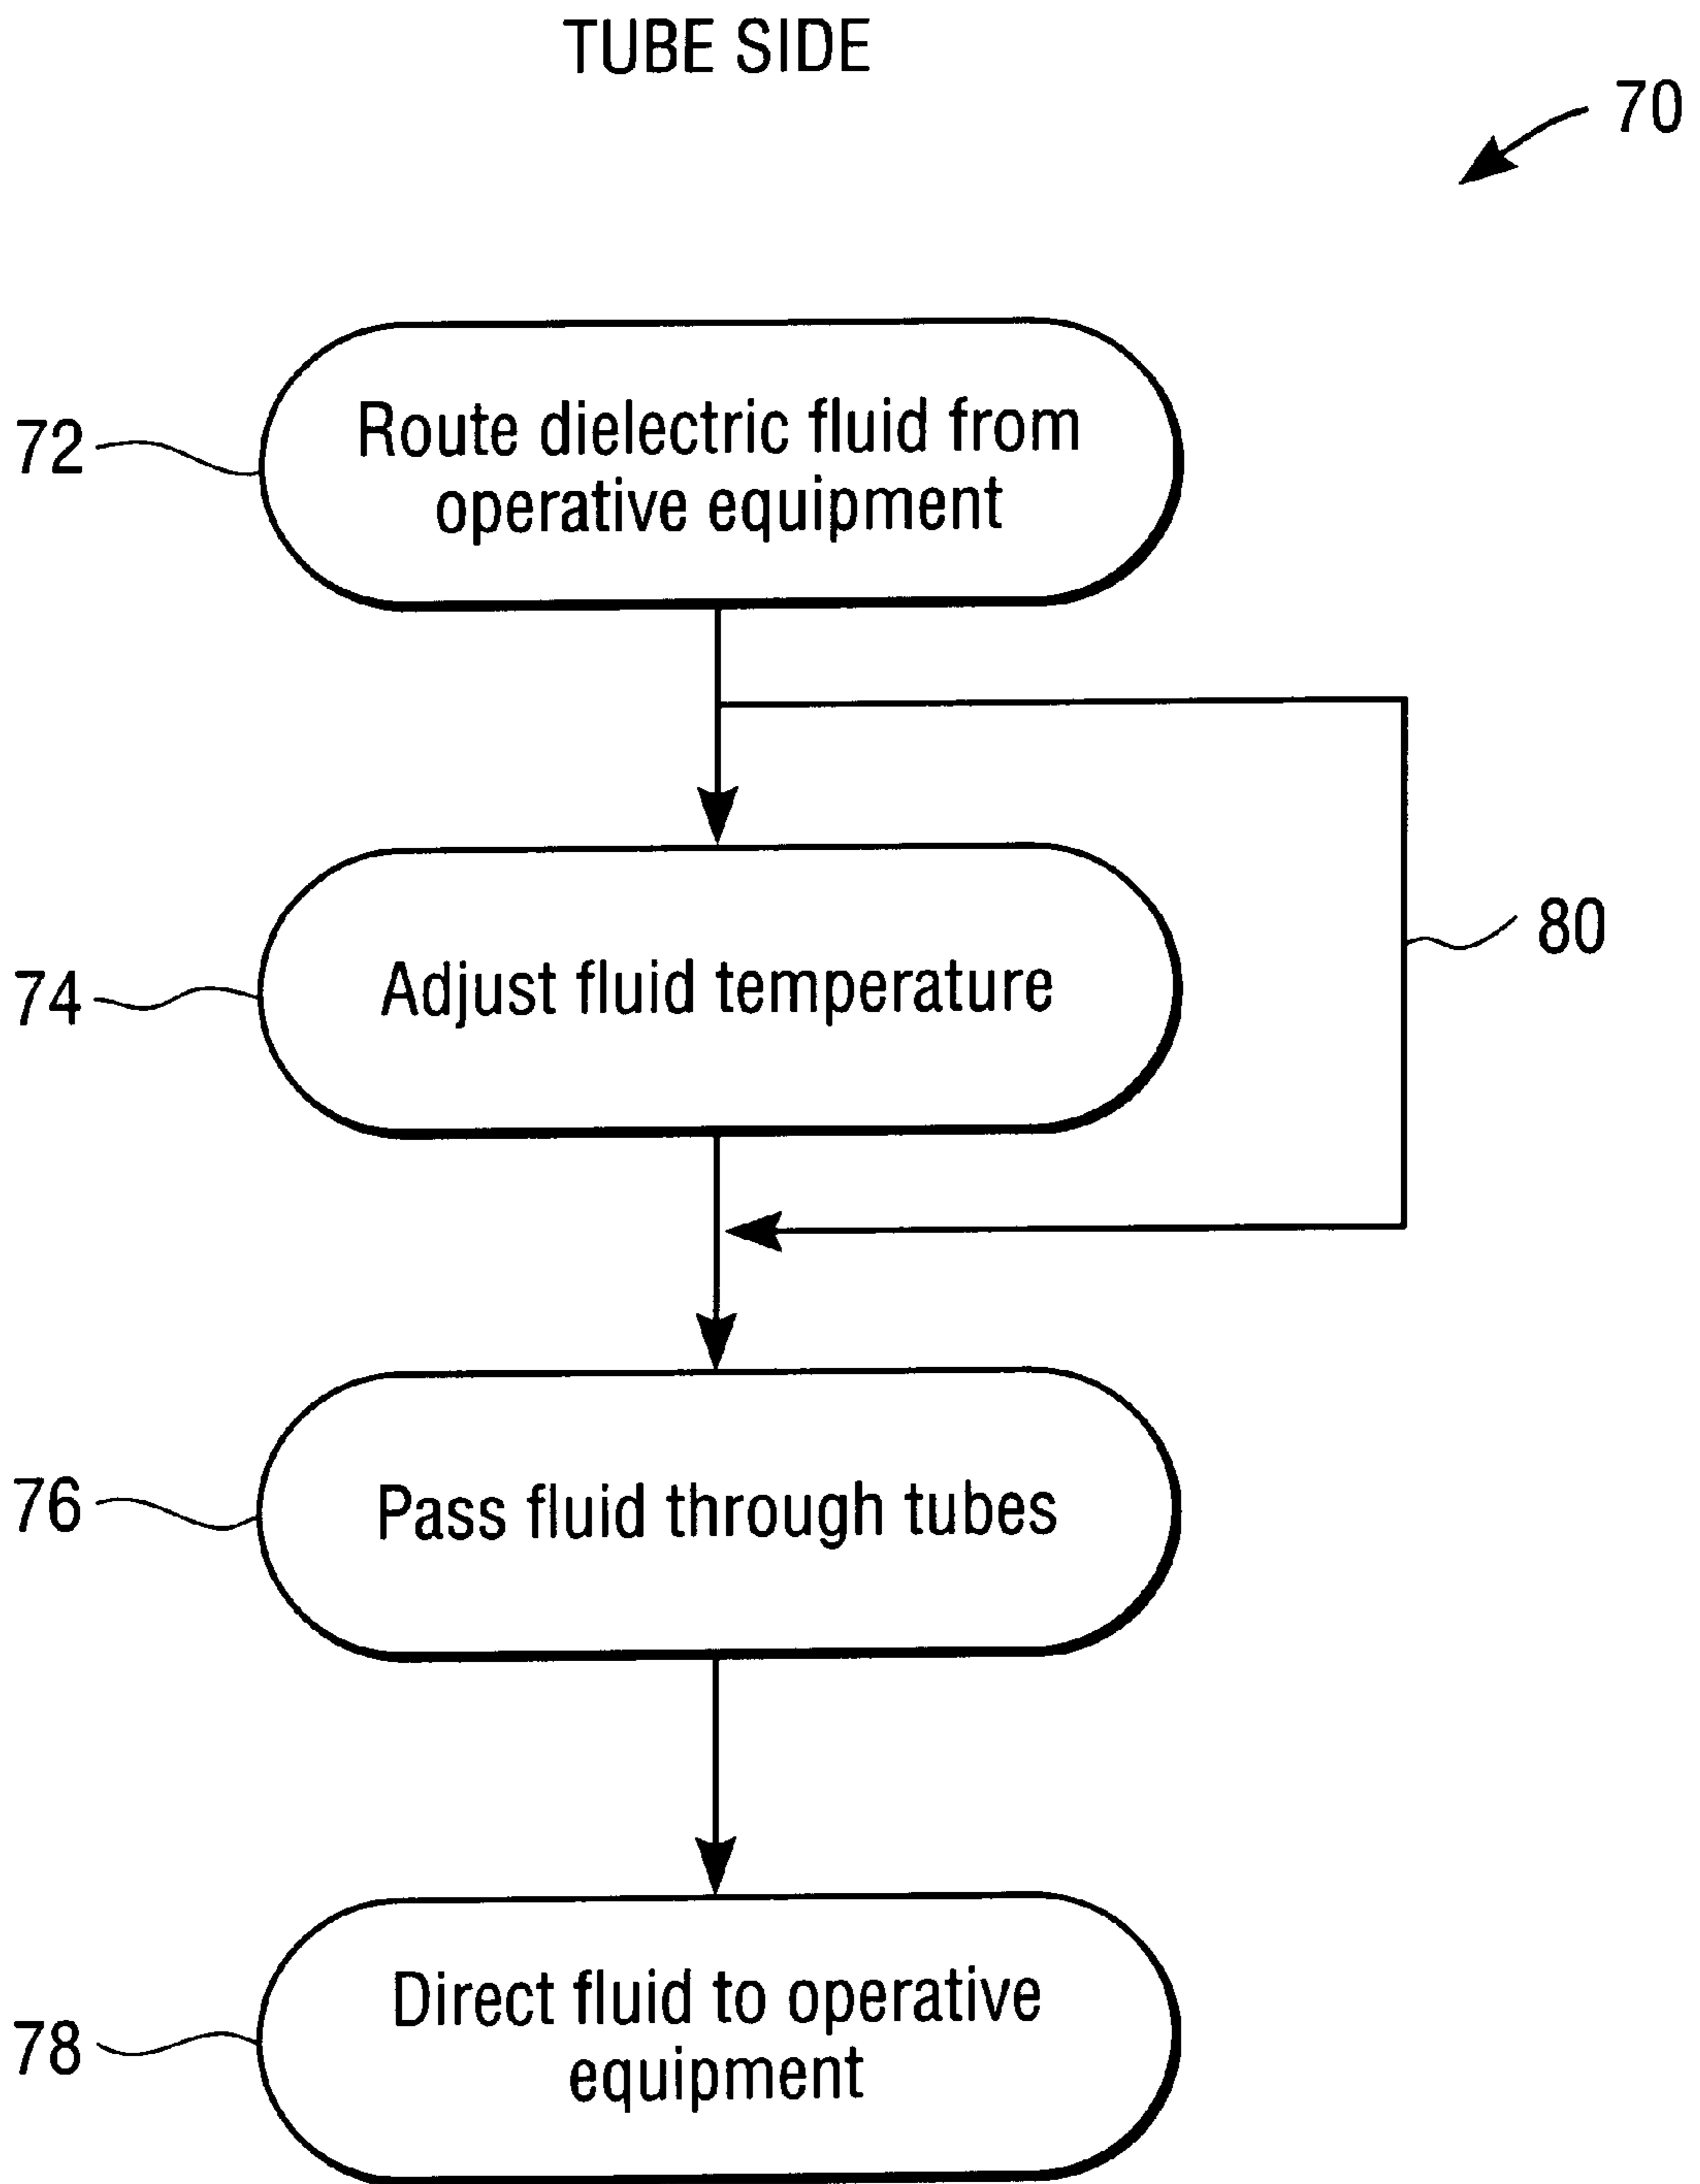 TUBE SIDE
70
72
Route dielectric fluid from
operative equipment
80
74
Adjust fluid temperature
76
Pass fluid through tubes
78
Direct fluid to operative
equipment